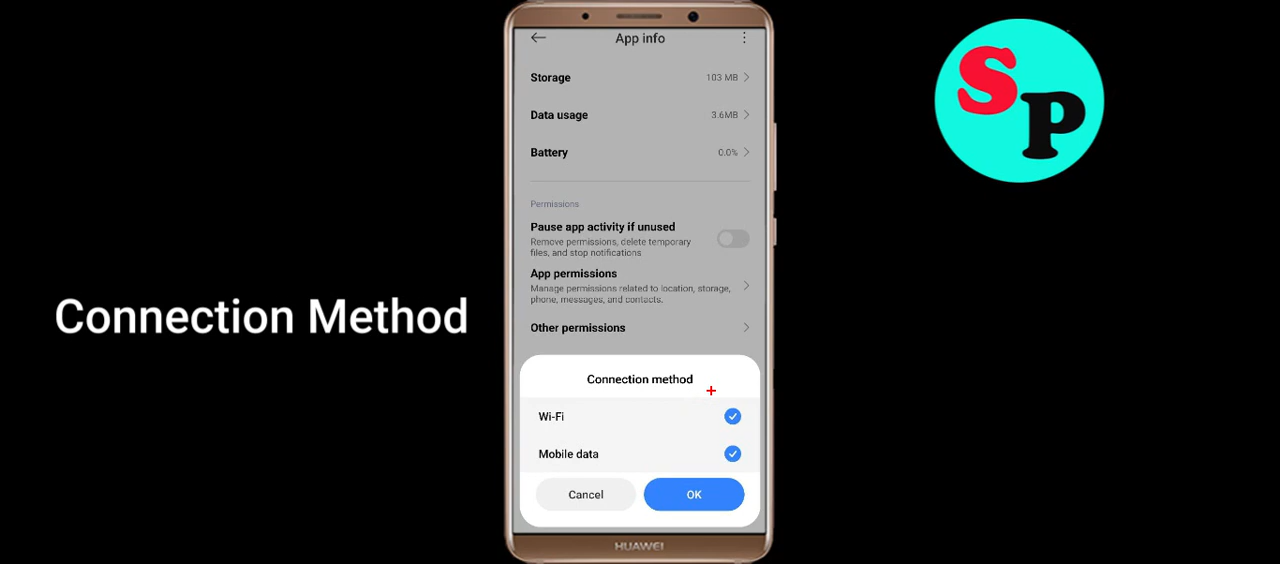 App info
Storage 103 MB
Data usage 3.6MB
Battery 0.0%
Permissions
Pause app activity if unused
Remove permissions, delete temporary
files, and stop notifications
App permissions
Manage permissions related to location, storage,
phone, messages, and contacts.
Other permissions
Connection method
Wi-Fi
Mobile data
Cancel OK
HUAWEI
Connection Method
SP